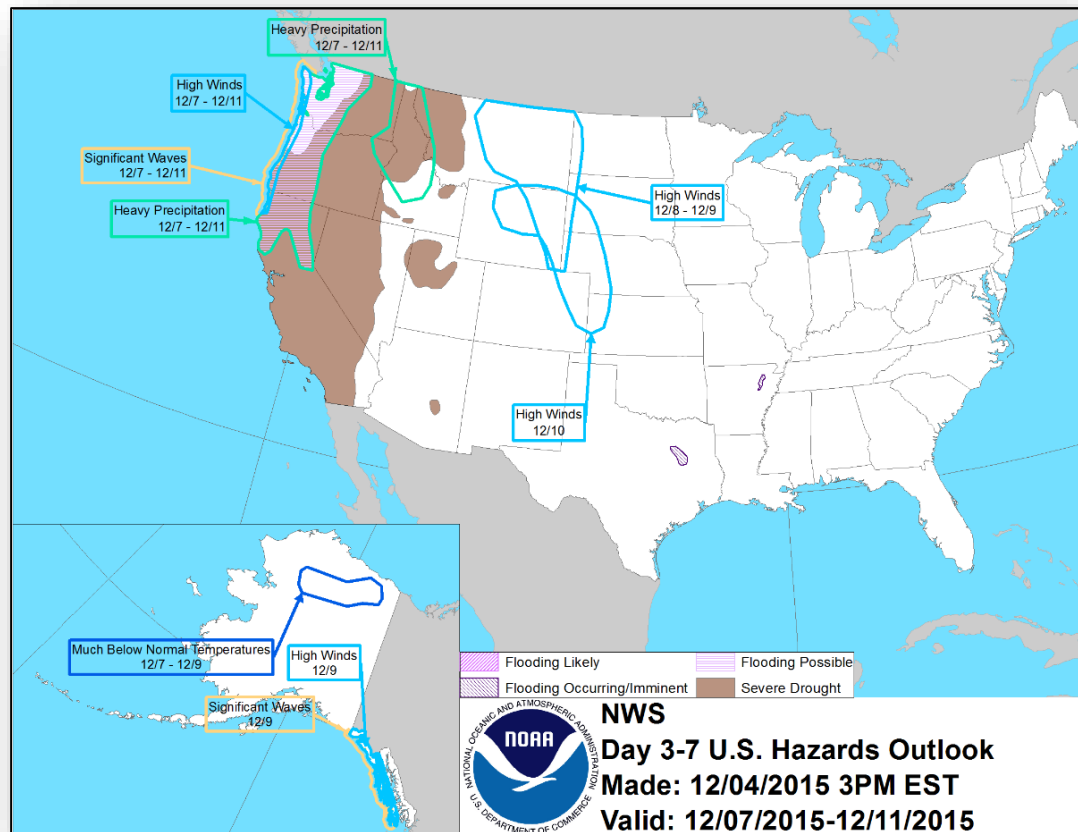 Heavy Precipitation
12/7 - 12/11
High Winds
12/7 - 12/11
Significant Waves
12/7 - 12/11
Heavy Precipitation
12/7 - 12/11
High Winds
12/8 - 12/9
High Winds
12/10
Much Below Normal Temperatures
12/7 - 12/9
High Winds
12/9
Significant Waves
12/9
Flooding Likely
Flooding Possible
Flooding Occurring/Imminent
Severe Drought
NATIONAL OCEANIC AND ATMOSPHERIC ADMINISTRATION
U.S. DEPARTMENT OF COMMERCE
NOAA
NWS
Day 3-7 U.S. Hazards Outlook
Made: 12/04/2015 3PM EST
Valid: 12/07/2015-12/11/2015